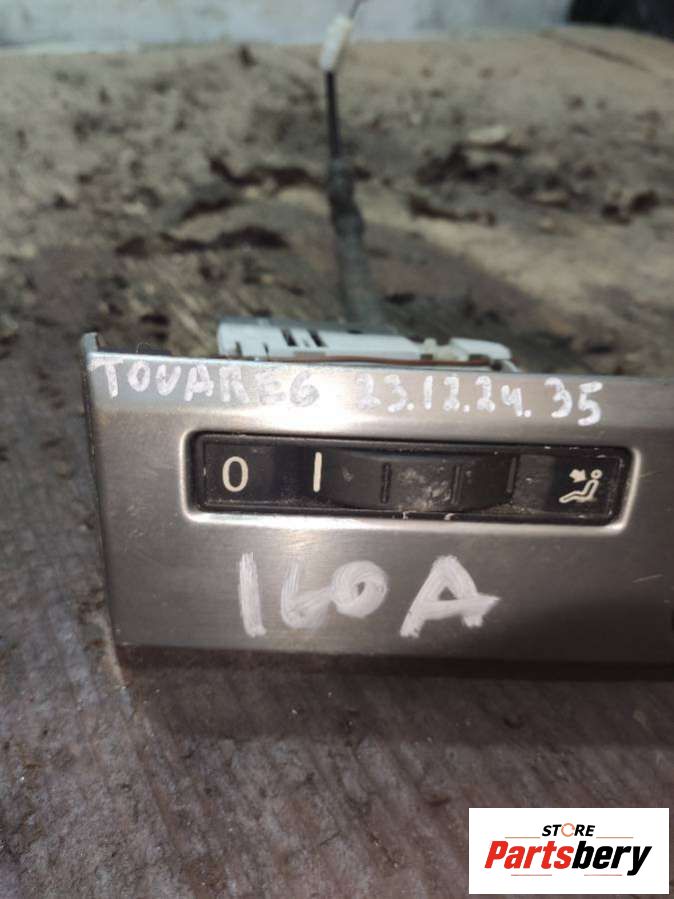 TOUAREG 23.12.24.35
0 I
160A
STORE
Partsbery